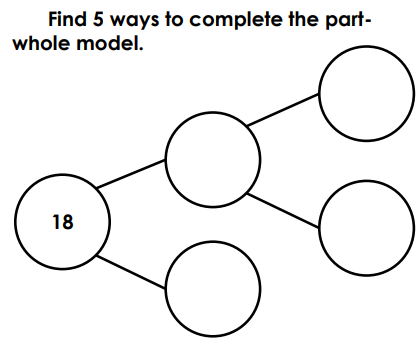 Find 5 ways to complete the part-
whole model.
18